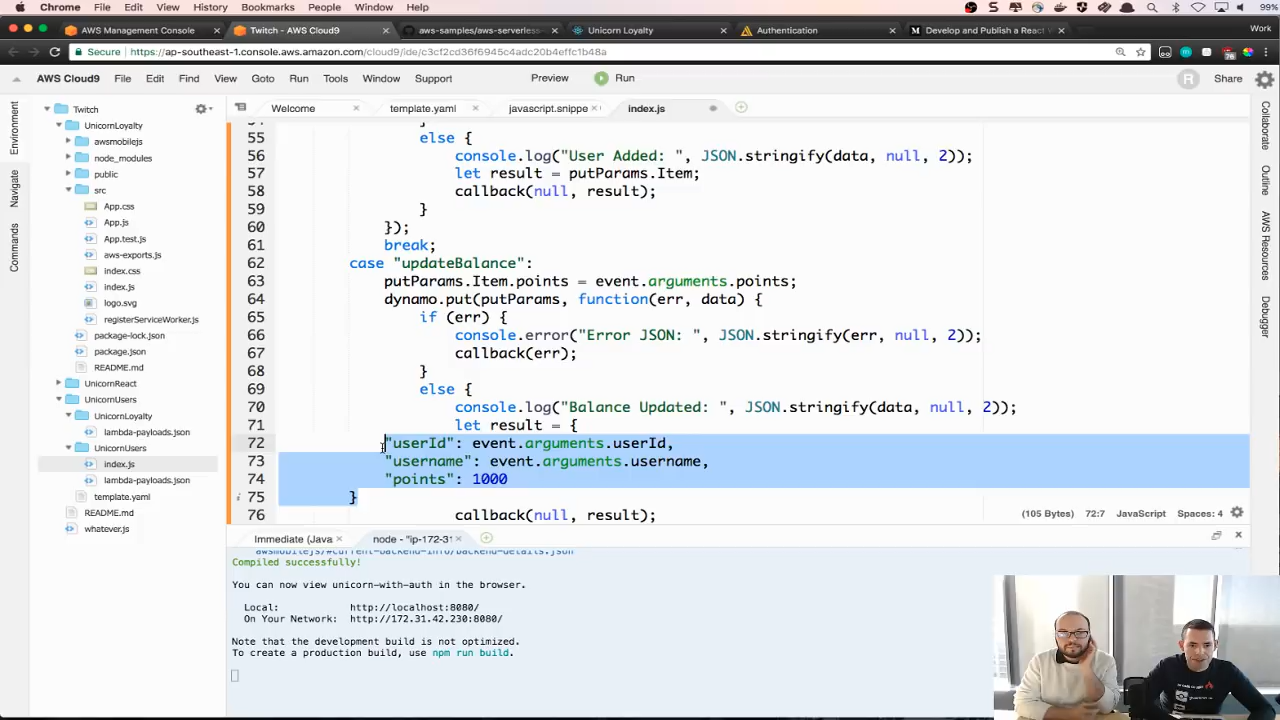 Chrome File Edit View History Bookmarks People Window Help 99%
AWS Management Console Twitch - AWS Cloud9 aws-samples/aws-serverless Unicorn Loyalty Authentication Develop and Publish a React W Work
Secure https://ap-southeast-1.console.aws.amazon.com/cloud9/ide/c3cf2cd36f6945c4adc20b4effc1b48a
AWS Cloud9 File Edit Find View Goto Run Tools Window Support Preview Run R Share
Welcome template.yaml javascript.snippe index.js
Environment
Navigate
Commands
Twitch
UnicornLoyalty
awsmobilejs
node_modules
public
src
App.css
App.js
App.test.js
aws-exports.js
index.css
index.js
logo.svg
registerServiceWorker.js
package-lock.json
package.json
README.md
UnicornReact
UnicornUsers
UnicornLoyalty
lambda-payloads.json
UnicornUsers
index.js
lambda-payloads.json
template.yaml
README.md
whatever.js
54 }
55 else {
56 console.log("User Added: ", JSON.stringify(data, null, 2));
57 let result = putParams.Item;
58 callback(null, result);
59 }
60 });
61 break;
62 case "updateBalance":
63 putParams.Item.points = event.arguments.points;
64 dynamo.put(putParams, function(err, data) {
65 if (err) {
66 console.error("Error JSON: ", JSON.stringify(err, null, 2));
67 callback(err);
68 }
69 else {
70 console.log("Balance Updated: ", JSON.stringify(data, null, 2));
71 let result = {
72 "userId": event.arguments.userId,
73 "username": event.arguments.username,
74 "points": 1000
75 }
76 callback(null, result);
(105 Bytes) 72:7 JavaScript Spaces: 4
Collaborate
Outline
AWS Resources
Debugger
Immediate (Java node - "ip-172-31
awsmobilejs/#current-backend-info/backend-details.json
Compiled successfully!
You can now view unicorn-with-auth in the browser.
Local: http://localhost:8080/
On Your Network: http://172.31.42.230:8080/
Note that the development build is not optimized.
To create a production build, use npm run build.